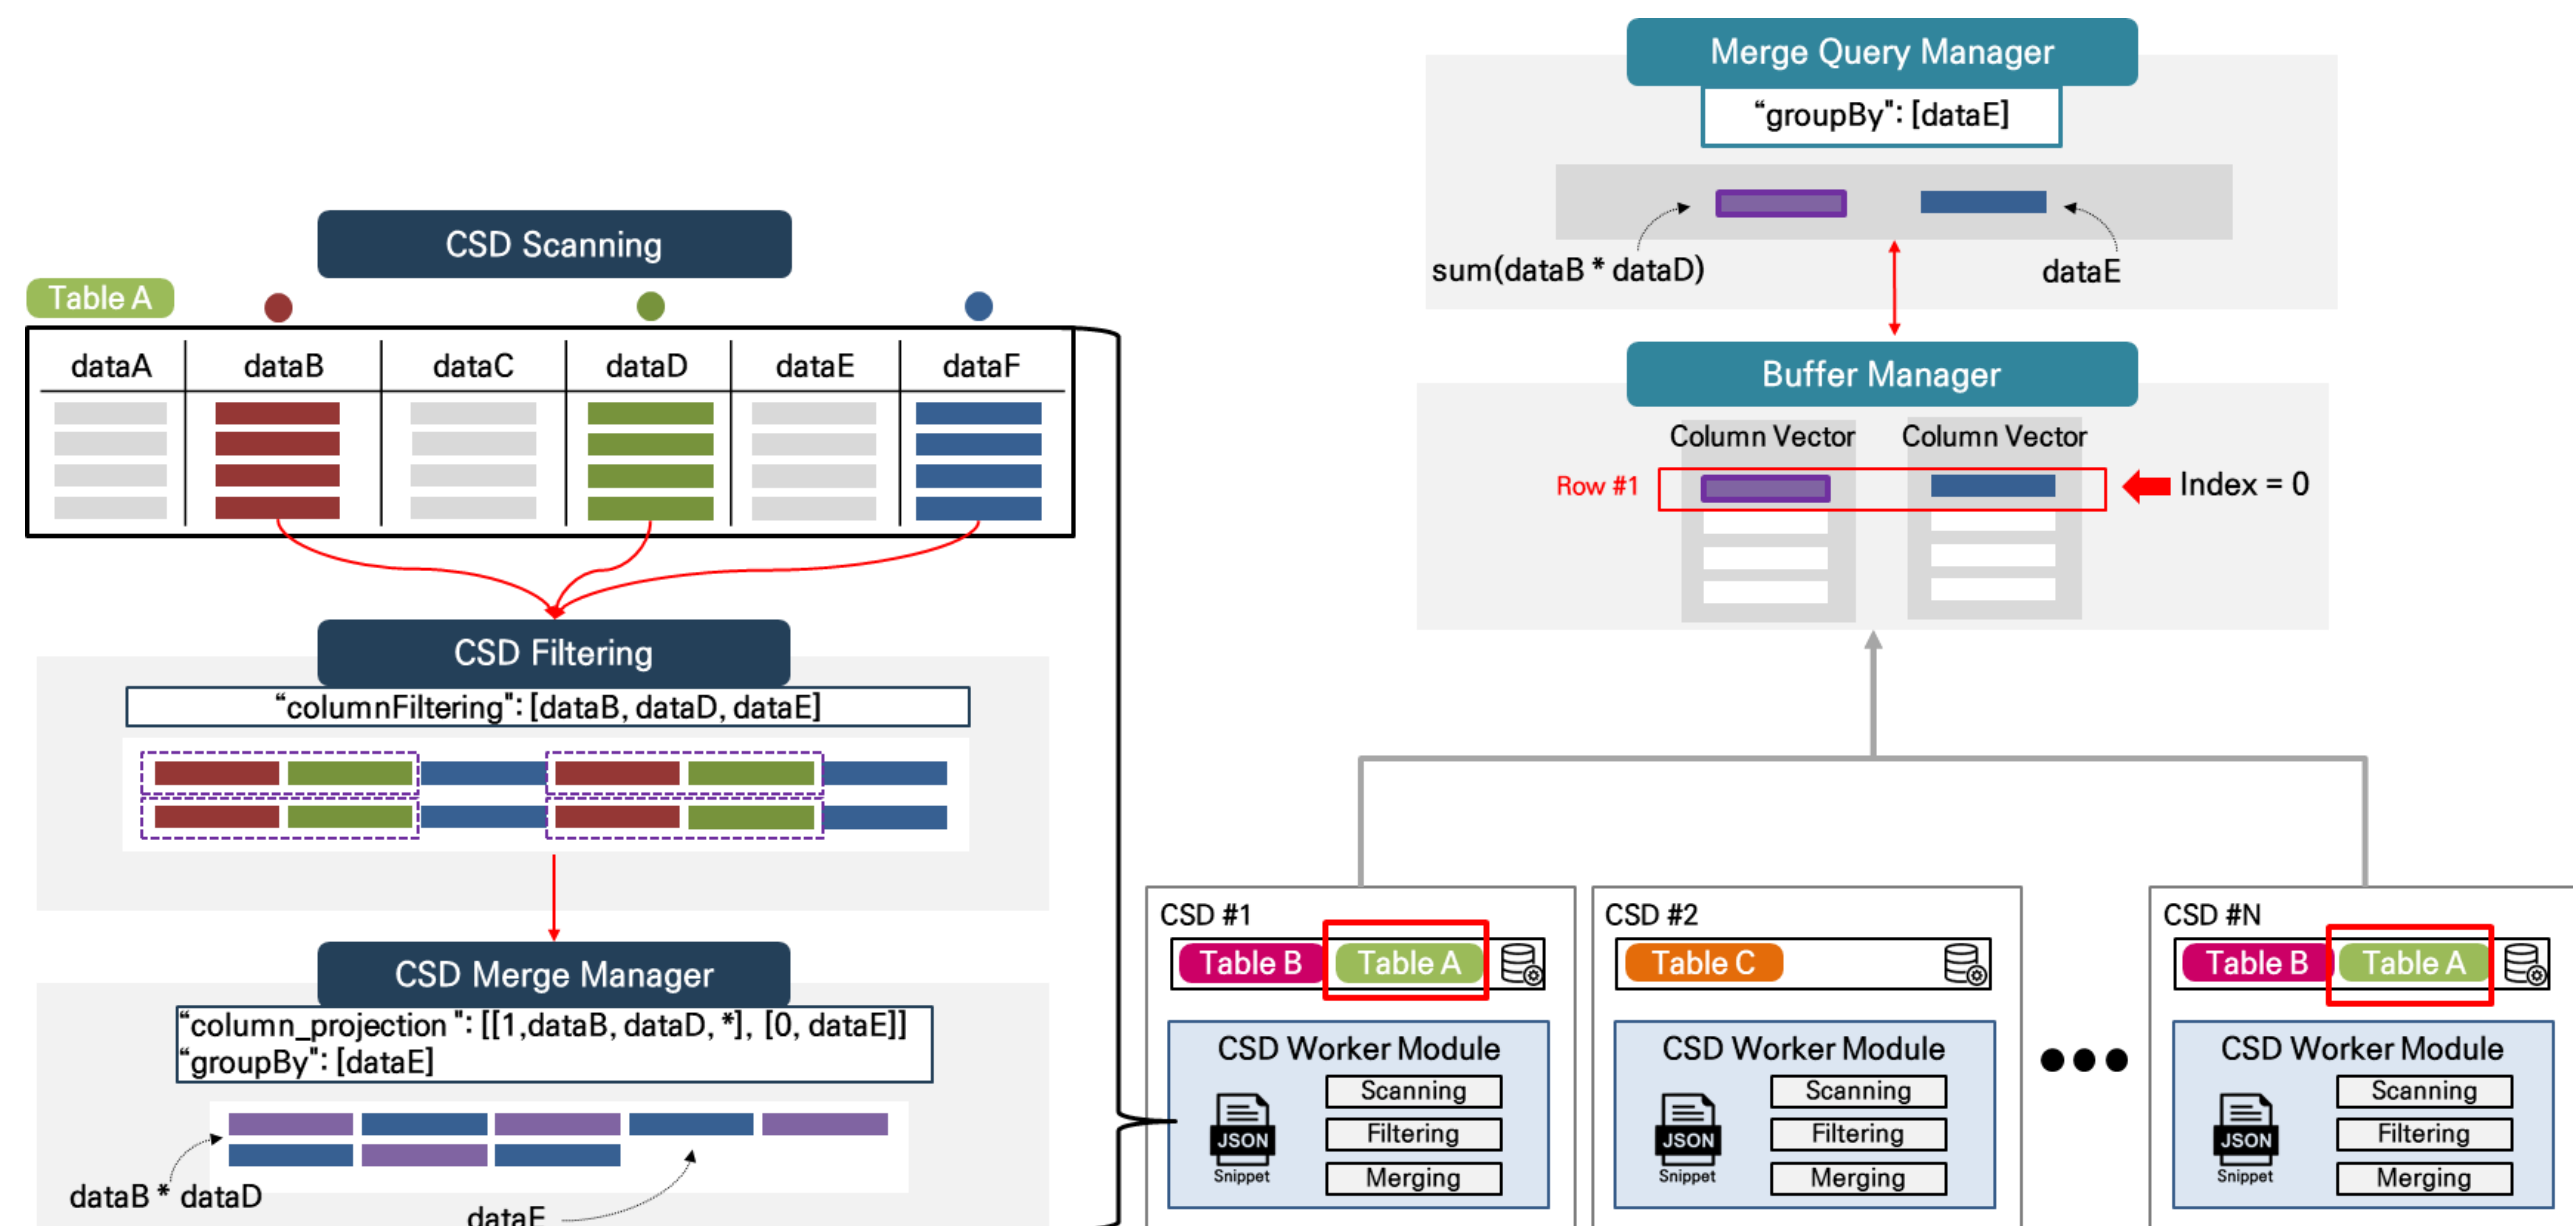 CSD Scanning
Table A
dataA dataB dataC dataD dataE dataF
CSD Filtering
“columnFiltering": [dataB, dataD, dataE]
CSD Merge Manager
“column_projection ": [[1,dataB, dataD, *], [0, dataE]]
“groupBy": [dataE]
dataB * dataD
dataE
Merge Query Manager
“groupBy": [dataE]
sum(dataB * dataD)
dataE
Buffer Manager
Column Vector Column Vector
Row #1
Index = 0
CSD #1
Table B Table A
CSD Worker Module
Scanning
Filtering
Merging
JSON
Snippet
CSD #2
Table C
CSD Worker Module
Scanning
Filtering
Merging
JSON
Snippet
CSD #N
Table B Table A
CSD Worker Module
Scanning
Filtering
Merging
JSON
Snippet